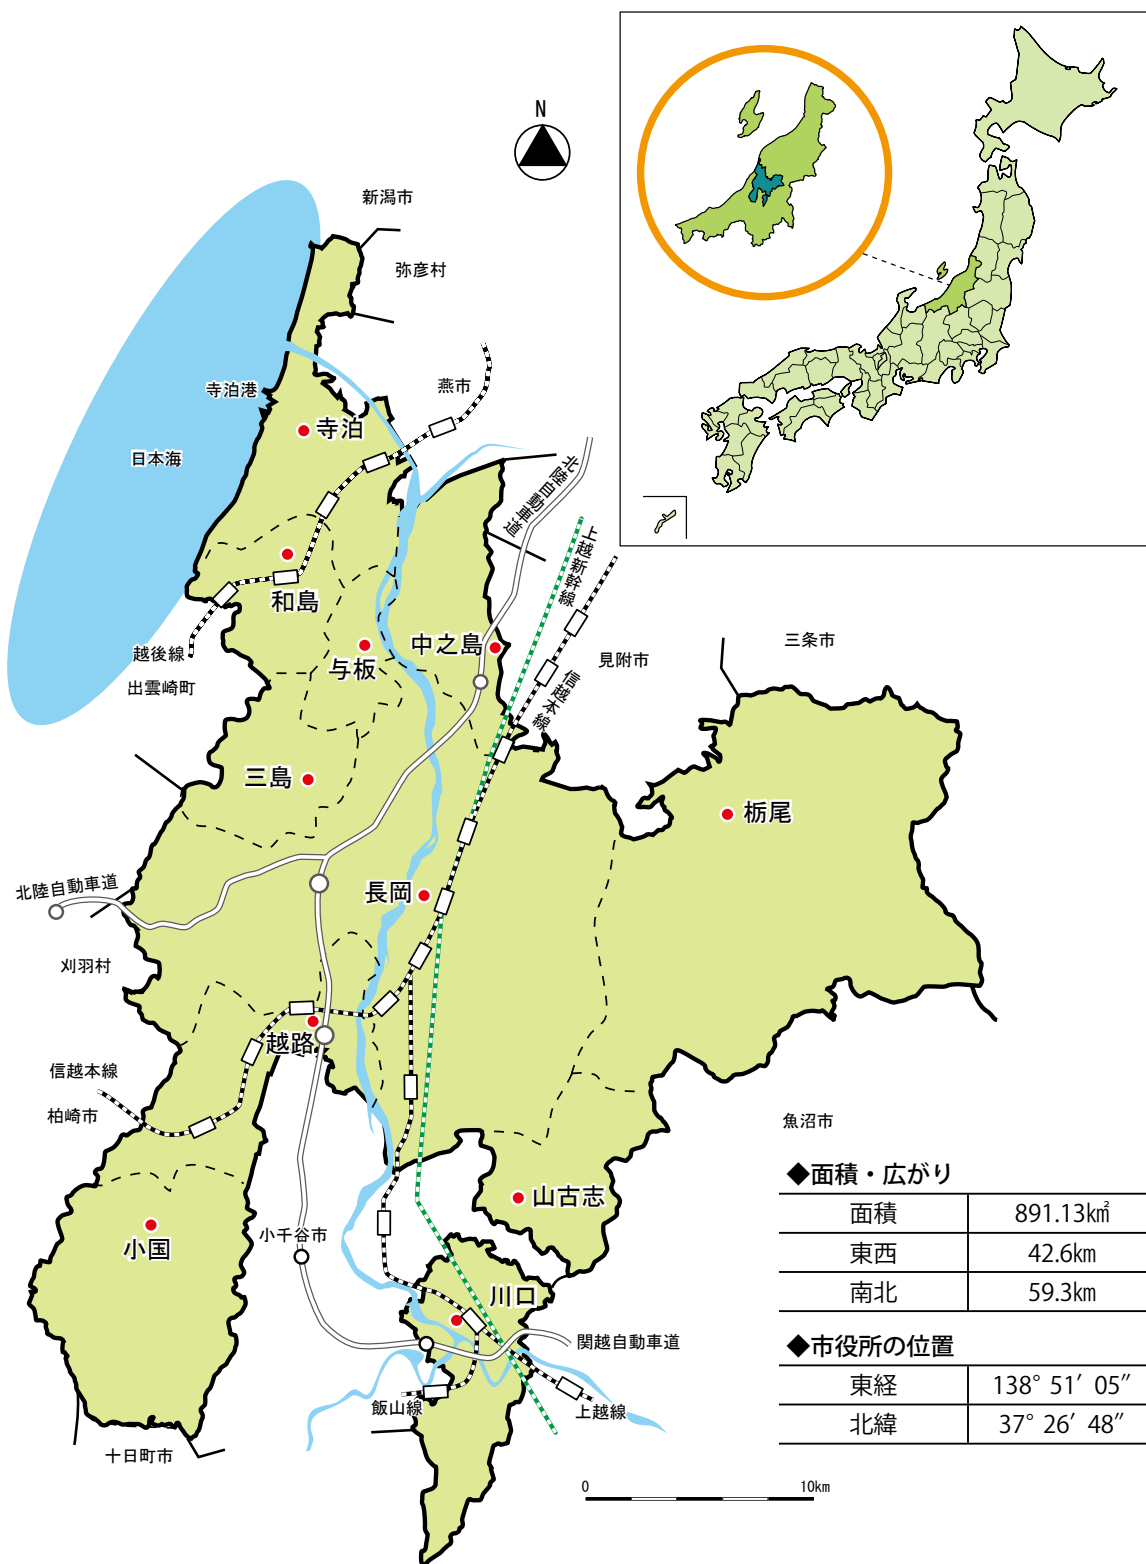 N
新潟市
弥彦村
燕市
寺泊港
寺泊
日本海
北陸自動車道
上越新幹線
和島
越後線
出雲崎町
与板
中之島
信越本線
見附市
三条市
三島
栃尾
北陸自動車道
長岡
刈羽村
越路
信越本線
柏崎市
魚沼市
山古志
小国
小千谷市
川口
関越自動車道
飯山線
上越線
十日町市
0 10km
◆面積・広がり
面積 891.13㎢
東西 42.6㎞
南北 59.3㎞
◆市役所の位置
東経 138° 51′ 05″
北緯 37° 26′ 48″